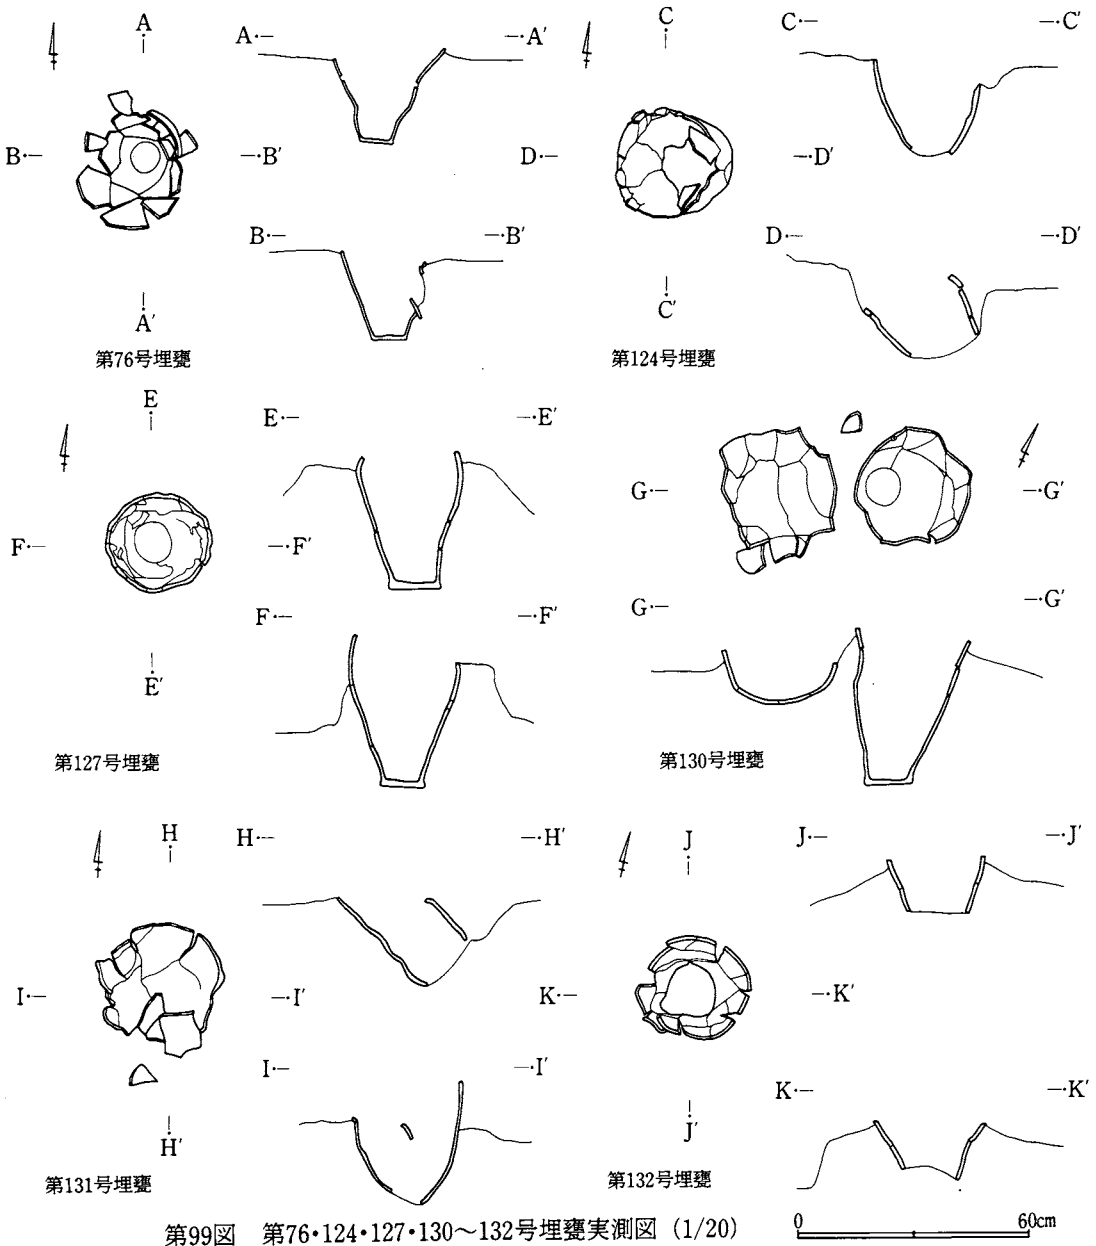 A
A·—
—·A′
B·—
—·B′
A′
B·—
—·B′
第76号埋甕
C
C·—
—·C′
D·—
—·D′
C′
D·—
—·D′
第124号埋甕
E
E·—
—·E′
F·—
—·F′
E′
F·—
—·F′
第127号埋甕
G·—
—·G′
G·—
—·G′
第130号埋甕
H
H·—
—·H′
I·—
—·I′
H′
I·—
—·I′
第131号埋甕
J
J·—
—·J′
K·—
—·K′
J′
K·—
—·K′
第132号埋甕
第99図 第76・124・127・130～132号埋甕実測図 (1/20)
0 60cm